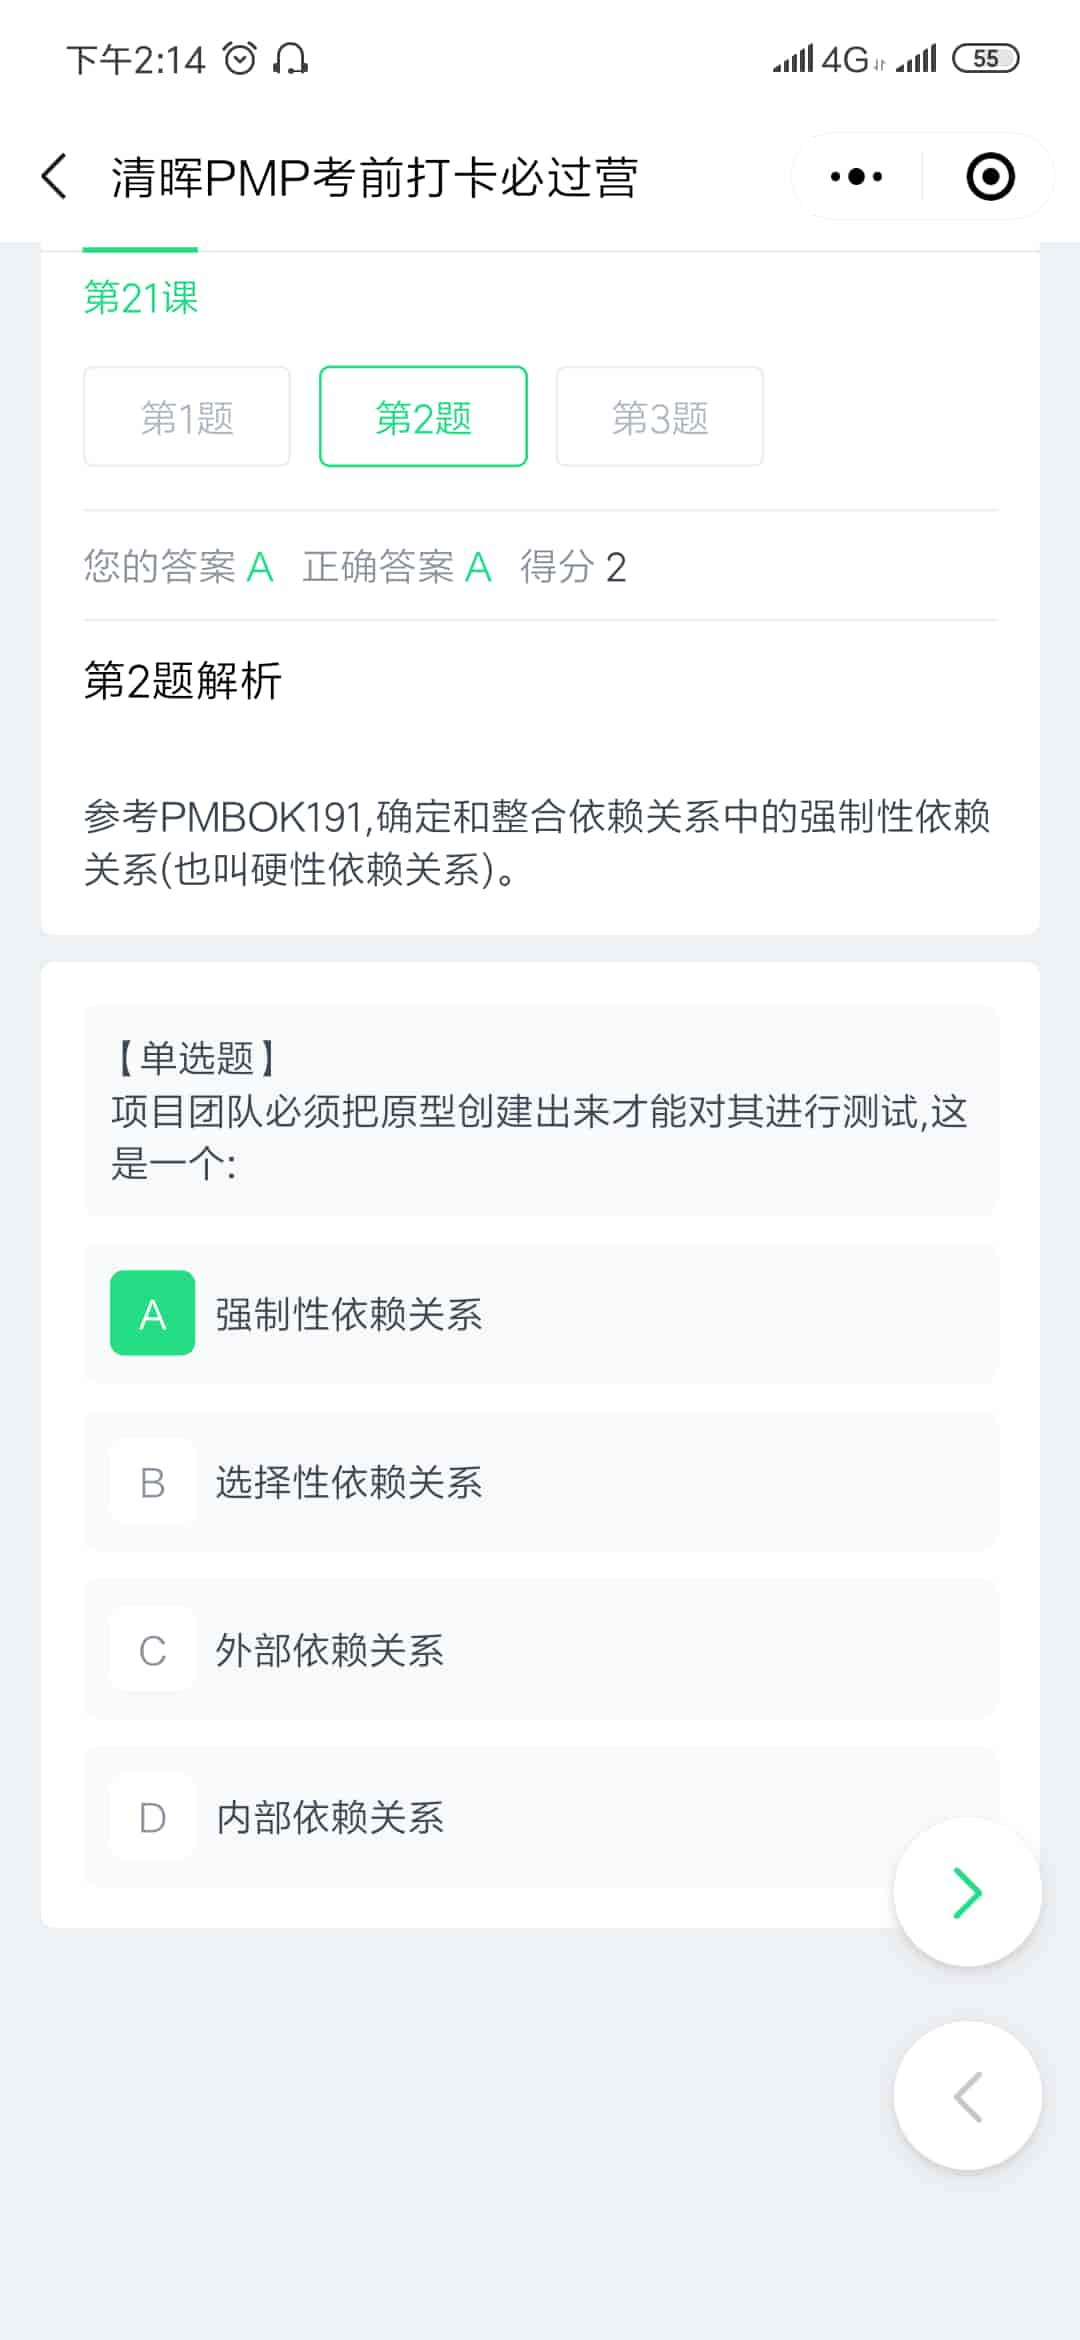 下午2:14 4G 55
清晖PMP考前打卡必过营
第21课
第1题 第2题 第3题
您的答案 A 正确答案 A 得分 2
第2题解析
参考PMBOK191,确定和整合依赖关系中的强制性依赖
关系(也叫硬性依赖关系)。
【单选题】
项目团队必须把原型创建出来才能对其进行测试,这
是一个:
A 强制性依赖关系
B 选择性依赖关系
C 外部依赖关系
D 内部依赖关系